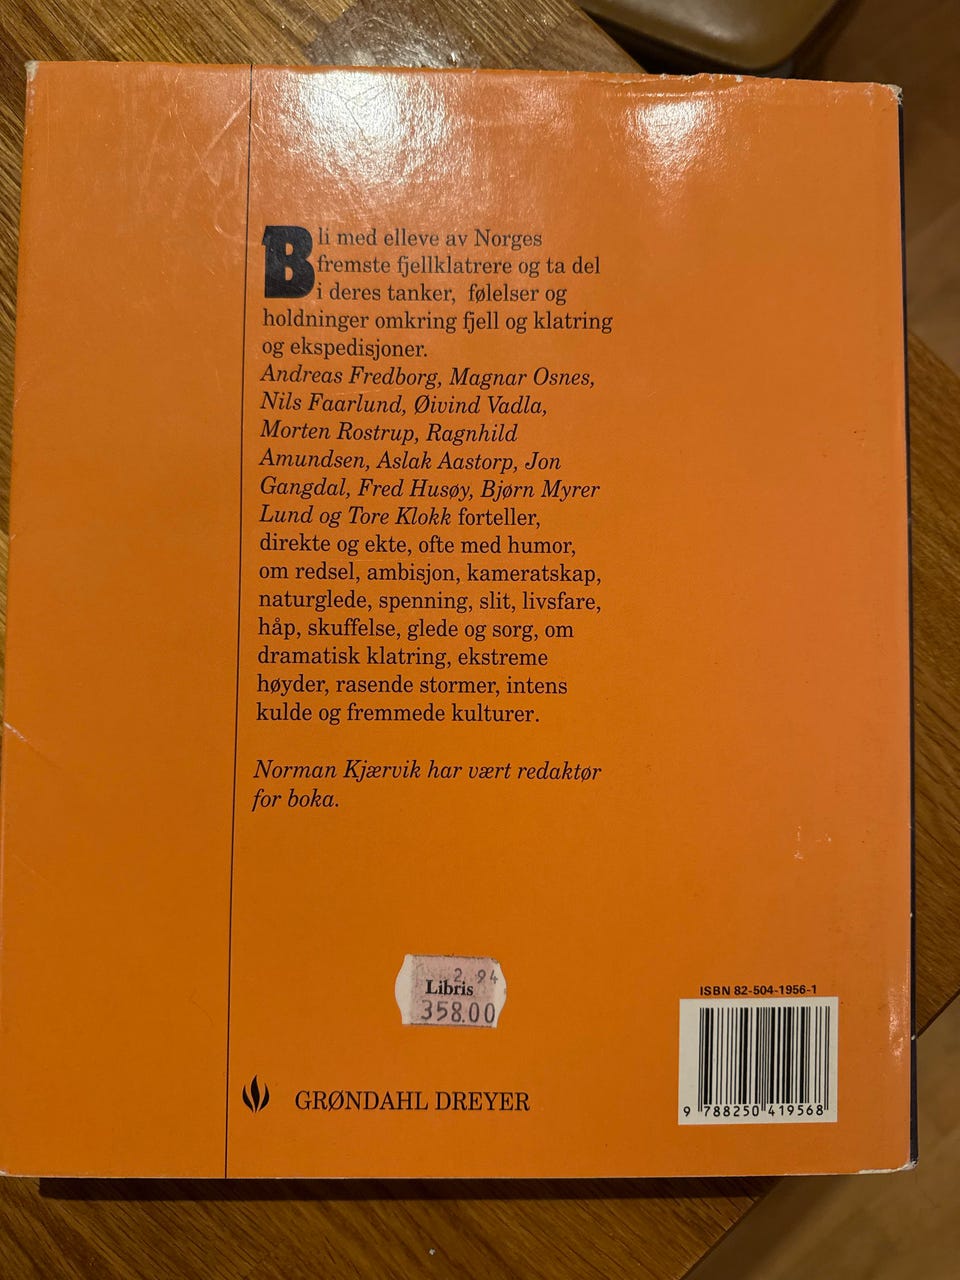 Bli med elleve av Norges
fremste fjellklatrere og ta del
i deres tanker, følelser og
holdninger omkring fjell og klatring
og ekspedisjoner.
Andreas Fredborg, Magnar Osnes,
Nils Faarlund, Øivind Vadla,
Morten Rostrup, Ragnhild
Amundsen, Aslak Aastorp, Jon
Gangdal, Fred Husøy, Bjørn Myrer
Lund og Tore Klokk forteller,
direkte og ekte, ofte med humor,
om redsel, ambisjon, kameratskap,
naturglede, spenning, slit, livsfare,
håp, skuffelse, glede og sorg, om
dramatisk klatring, ekstreme
høyder, rasende stormer, intens
kulde og fremmede kulturer.
Norman Kjærvik har vært redaktør
for boka.
2 94
Libris
358.00
ISBN 82-504-1956-1
9 788250 419568
GRØNDAHL DREYER